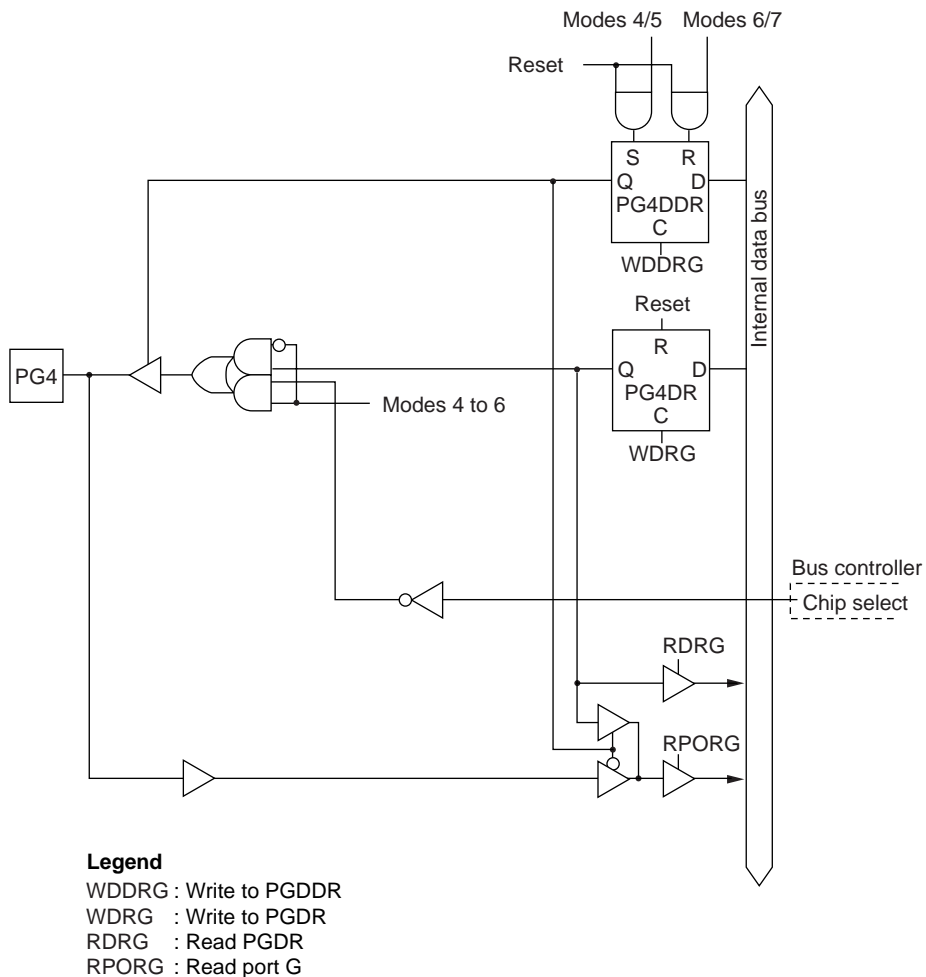 Modes 4/5
Modes 6/7
Reset
S
R
Q
D
PG4DDR
C
WDDRG
Internal data bus
Reset
R
Q
D
PG4DR
C
WDRG
PG4
Modes 4 to 6
Bus controller
Chip select
RDRG
RPORG
Legend
WDDRG : Write to PGDDR
WDRG : Write to PGDR
RDRG : Read PGDR
RPORG : Read port G